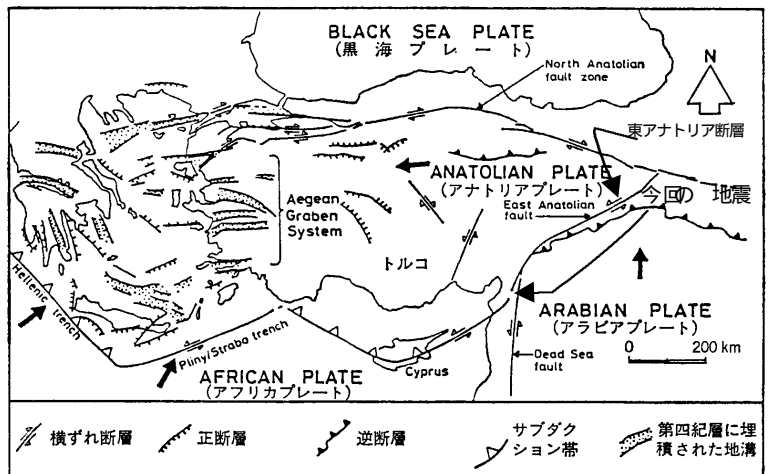 BLACK SEA PLATE
(黒海プレート)
North Anatolian
fault zone
N
東アナトリア断層
ANATOLIAN PLATE
(アナトリアプレート)
今回の 地震
East Anatolian
fault
Aegean
Graben
System
トルコ
Hellenic trench
Pliny/Strabo trench
ARABIAN PLATE
(アラビアプレート)
0 200 km
Dead Sea
fault
Cyprus
AFRICAN PLATE
(アフリカプレート)
横ずれ断層
正断層
逆断層
サブダク
ション帯
第四紀層に埋
積された地溝